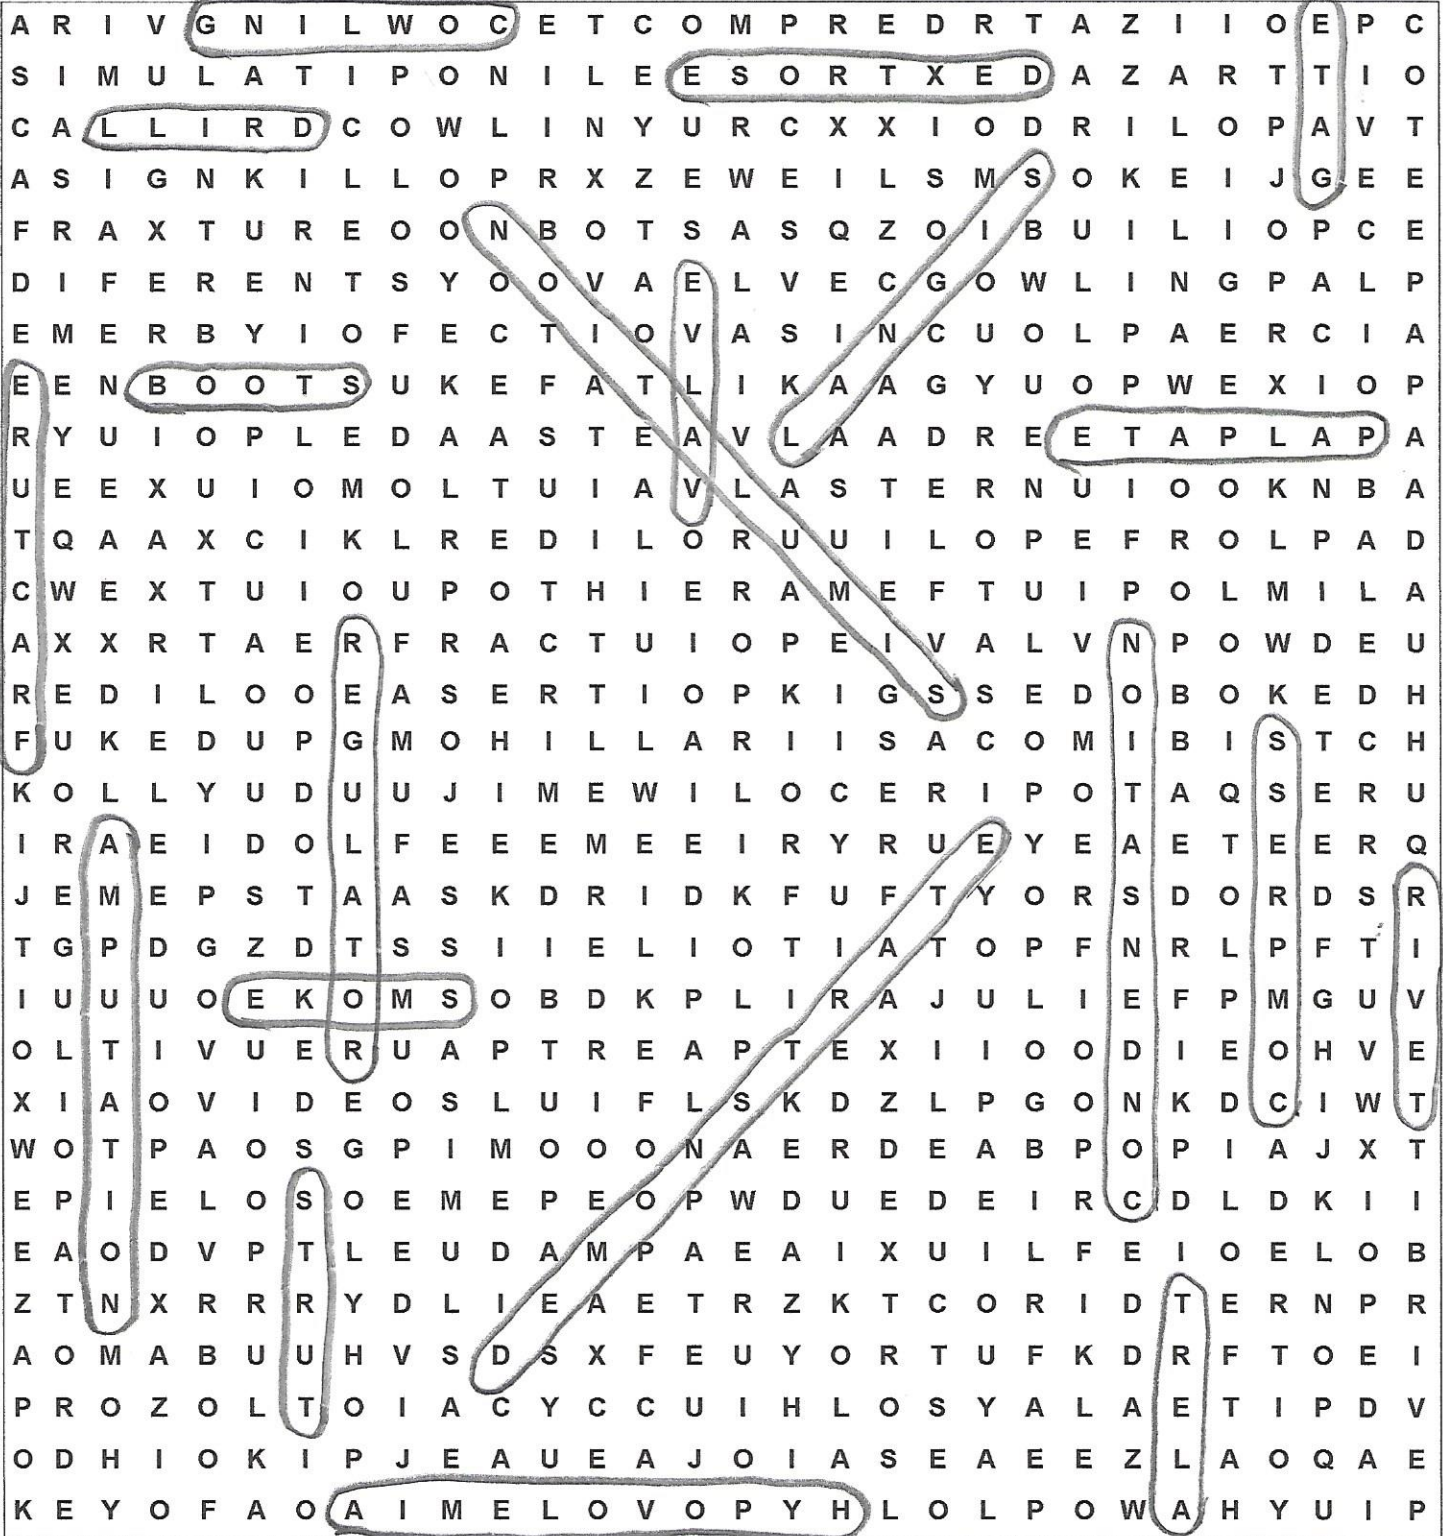 A R I V G N I L W O C E T C O M P R E D R T A Z I I O E P C
S I M U L A T I P O N I L E E S O R T X E D A Z A R T T I O
C A L L I R D C O W L I N Y U R C X X I O D R I L O P A V T
A S I G N K I L L O P R X Z E W E I L S M S O K E I J G E E
F R A X T U R E O O N B O T S A S Q Z O I B U I L I O P C E
D I F E R E N T S Y O O V A E L V E C G O W L I N G P A L P
E M E R B Y I O F E C T I O V A S I N C U O L P A E R C I A
E E N B O O T S U K E F A T L I K A A G Y U O P W E X I O P
R Y U I O P L E D A A S T E A V L A A D R E E T A P L A P A
U E E X U I O M O L T U I A V L A S T E R N U I O O K N B A
T Q A A X C I K L R E D I L O R U U I L O P E F R O L P A D
C W E X T U I O U P O T H I E R A M E F T U I P O L M I L A
A X X R T A E R F R A C T U I O P E I V A L V N P O W D E U
R E D I L O O E A S E R T I O P K I G S S E D O B O K E D H
F U K E D U P G M O H I L L A R I I S A C O M I B I S T C H
K O L L Y U D U U J I M E W I L O C E R I P O T A Q S E R U
I R A E I D O L F E E E M E E I R Y R U E Y E A E T E E R Q
J E M E P S T A A S K D R I D K F U F T Y O R S D O R D S R
T G P D G Z D T S S I I E L I O T I A T O P F N R L P F T I
I U U U O E K O M S O B D K P L I R A J U L I E F P M G U V
O L T I V U E R U A P T R E A P T E X I I O O D I E O H V E
X I A O V I D E O S L U I F L S K D Z L P G O N K D C I W T
W O T P A O S G P I M O O O N A E R D E A B P O P I A J X T
E P I E L O S O E M E P E O P W D U E D E I R C D L D K I I
E A O D V P T L E U D A M P A E A I X U I L F E I O E L O B
Z T N X R R R Y D L I E A E T R Z K T C O R I D T E R N P R
A O M A B U U H V S D S X F E U Y O R T U F K D R F T O E I
P R O Z O L T O I A C Y C C U I H L O S Y A L A E T I P D V
O D H I O K I P J E A U E A J O I A S E A E E Z L A O Q A E
K E Y O F A O A I M E L O V O P Y H L O L P O W A H Y U I P